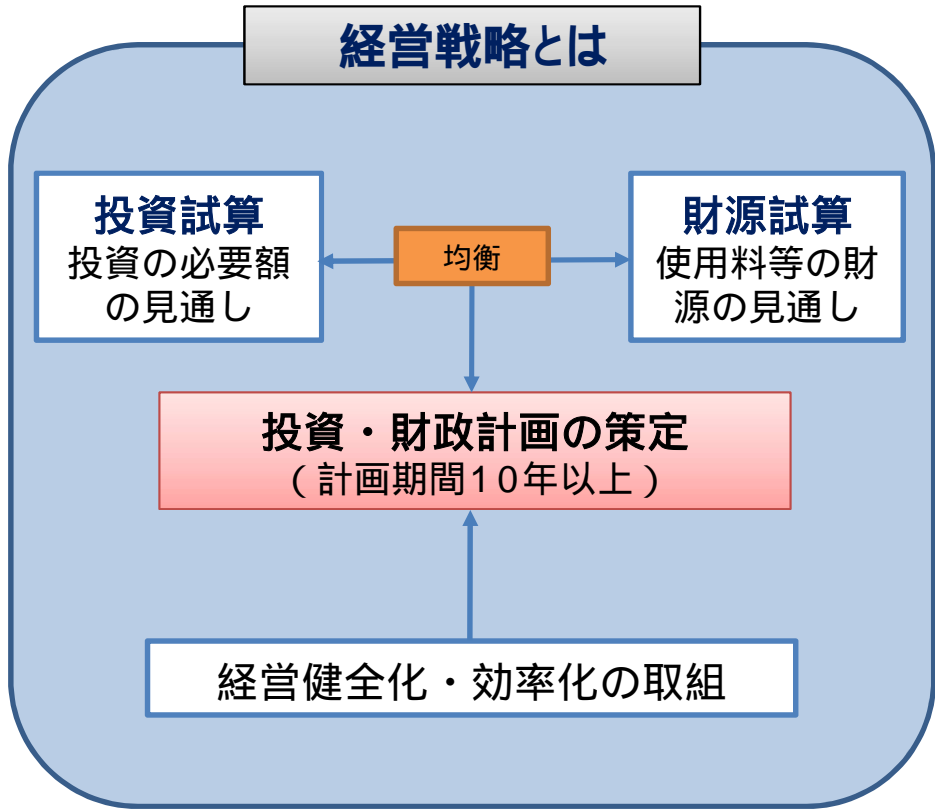 経営戦略とは
投資試算
投資の必要額
の見通し
均衡
財源試算
使用料等の財
源の見通し
投資・財政計画の策定
（計画期間１０年以上）
経営健全化・効率化の取組